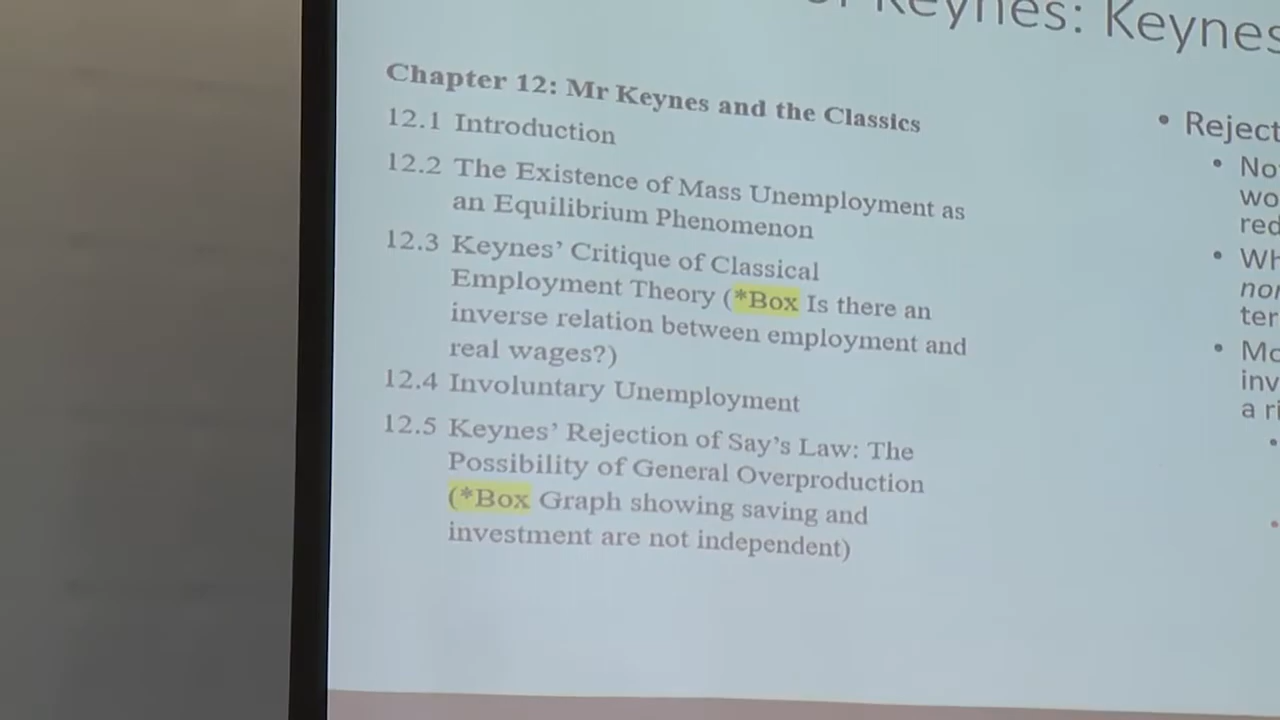 Keynes: Keynes
Chapter 12: Mr Keynes and the Classics
12.1 Introduction
12.2 The Existence of Mass Unemployment as
an Equilibrium Phenomenon
12.3 Keynes’ Critique of Classical
Employment Theory (*Box Is there an
inverse relation between employment and
real wages?)
12.4 Involuntary Unemployment
12.5 Keynes’ Rejection of Say’s Law: The
Possibility of General Overproduction
(*Box Graph showing saving and
investment are not independent)
• Reject
• No
wo
red
• Wh
nor
ter
• Mo
inv
a ri